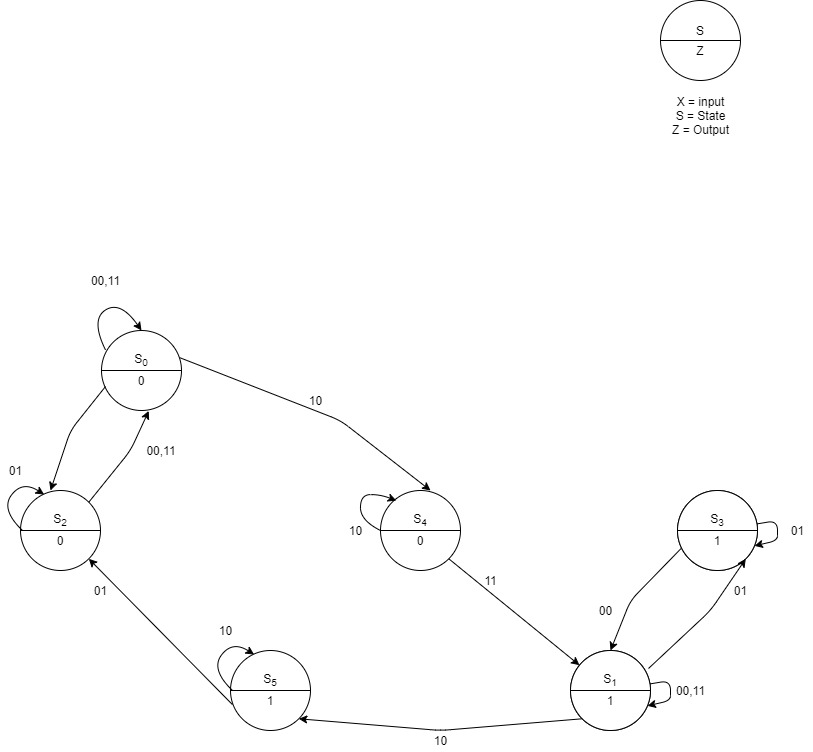 S
Z
X = input
S = State
Z = Output
00,11
S0
0
10
00,11
01
S2
0
S4
0
10
S3
1
01
11
01
00
01
10
S5
1
S1
1
00,11
10